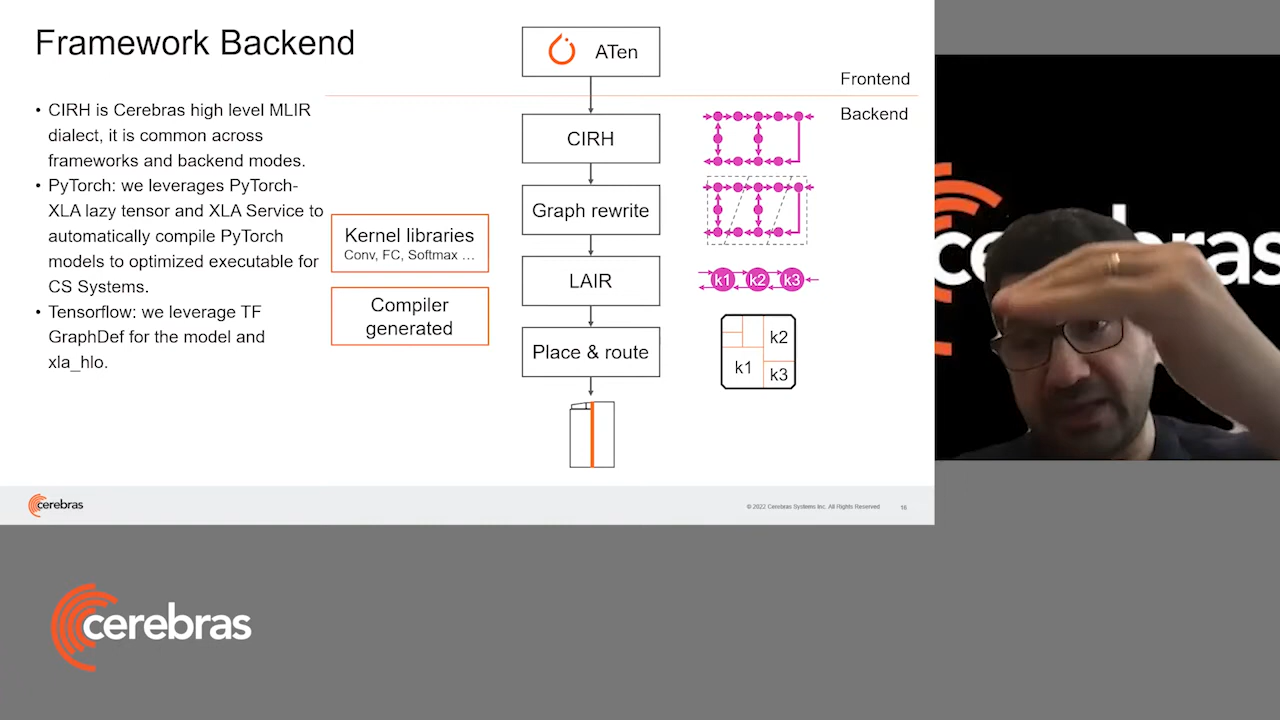 Framework Backend
• CIRH is Cerebras high level MLIR
dialect, it is common across
frameworks and backend modes.
• PyTorch: we leverages PyTorch-
XLA lazy tensor and XLA Service to
automatically compile PyTorch
models to optimized executable for
CS Systems.
• Tensorflow: we leverage TF
GraphDef for the model and
xla_hlo.
Kernel libraries
Conv, FC, Softmax ...
Compiler
generated
ATen
CIRH
Graph rewrite
LAIR
Place & route
Frontend
Backend
k1 k2 k3
k2
k1
k3
cerebras
© 2022 Cerebras Systems Inc. All Rights Reserved
cerebras
cerebras